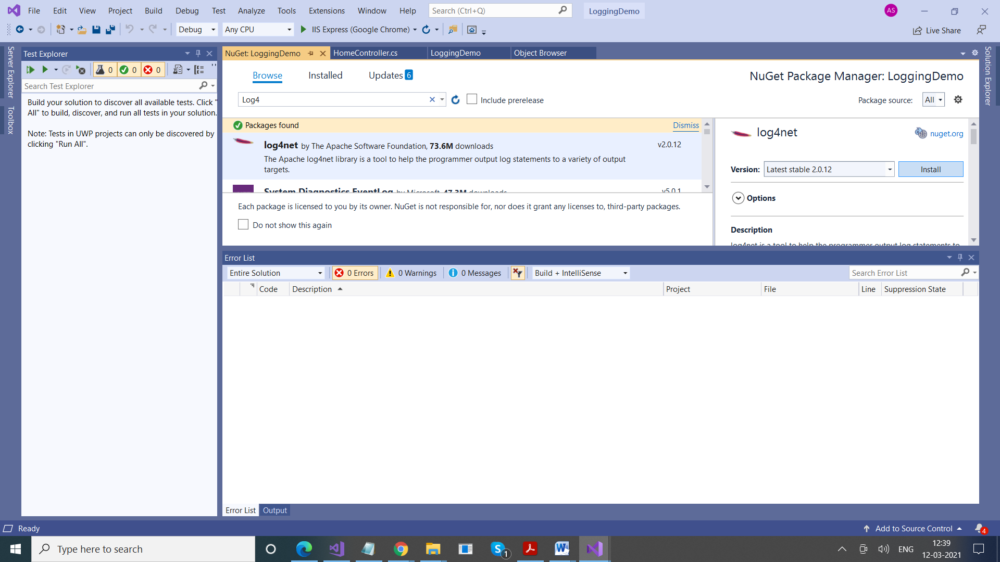 File Edit View Project Build Debug Test Analyze Tools Extensions Window Help Search (Ctrl+Q) LoggingDemo AS
Debug Any CPU IIS Express (Google Chrome) Live Share
Server Explorer
Toolbox
Test Explorer
0 0 0
Search Test Explorer
Build your solution to discover all available tests. Click "
All" to build, discover, and run all tests in your solution.
Note: Tests in UWP projects can only be discovered by
clicking "Run All".
NuGet: LoggingDemo HomeController.cs LoggingDemo Object Browser
Solution Explorer
Browse Installed Updates 6 NuGet Package Manager: LoggingDemo
Log4 Include prerelease Package source: All
Packages found Dismiss
log4net by The Apache Software Foundation, 73.6M downloads v2.0.12
The Apache log4net library is a tool to help the programmer output log statements to a variety of output
targets.
System Diagnostics EventLog by Microsoft, 47.3M downloads v5.0.1
Each package is licensed to you by its owner. NuGet is not responsible for, nor does it grant any licenses to, third-party packages.
Do not show this again
log4net nuget.org
Version: Latest stable 2.0.12 Install
Options
Description
log4net is a tool to help the programmer output log statements to
Error List
Entire Solution 0 Errors 0 Warnings 0 Messages Build + IntelliSense Search Error List
Code Description Project File Line Suppression State
Error List Output
Ready Add to Source Control 4
Type here to search 1 ENG 12:39
12-03-2021